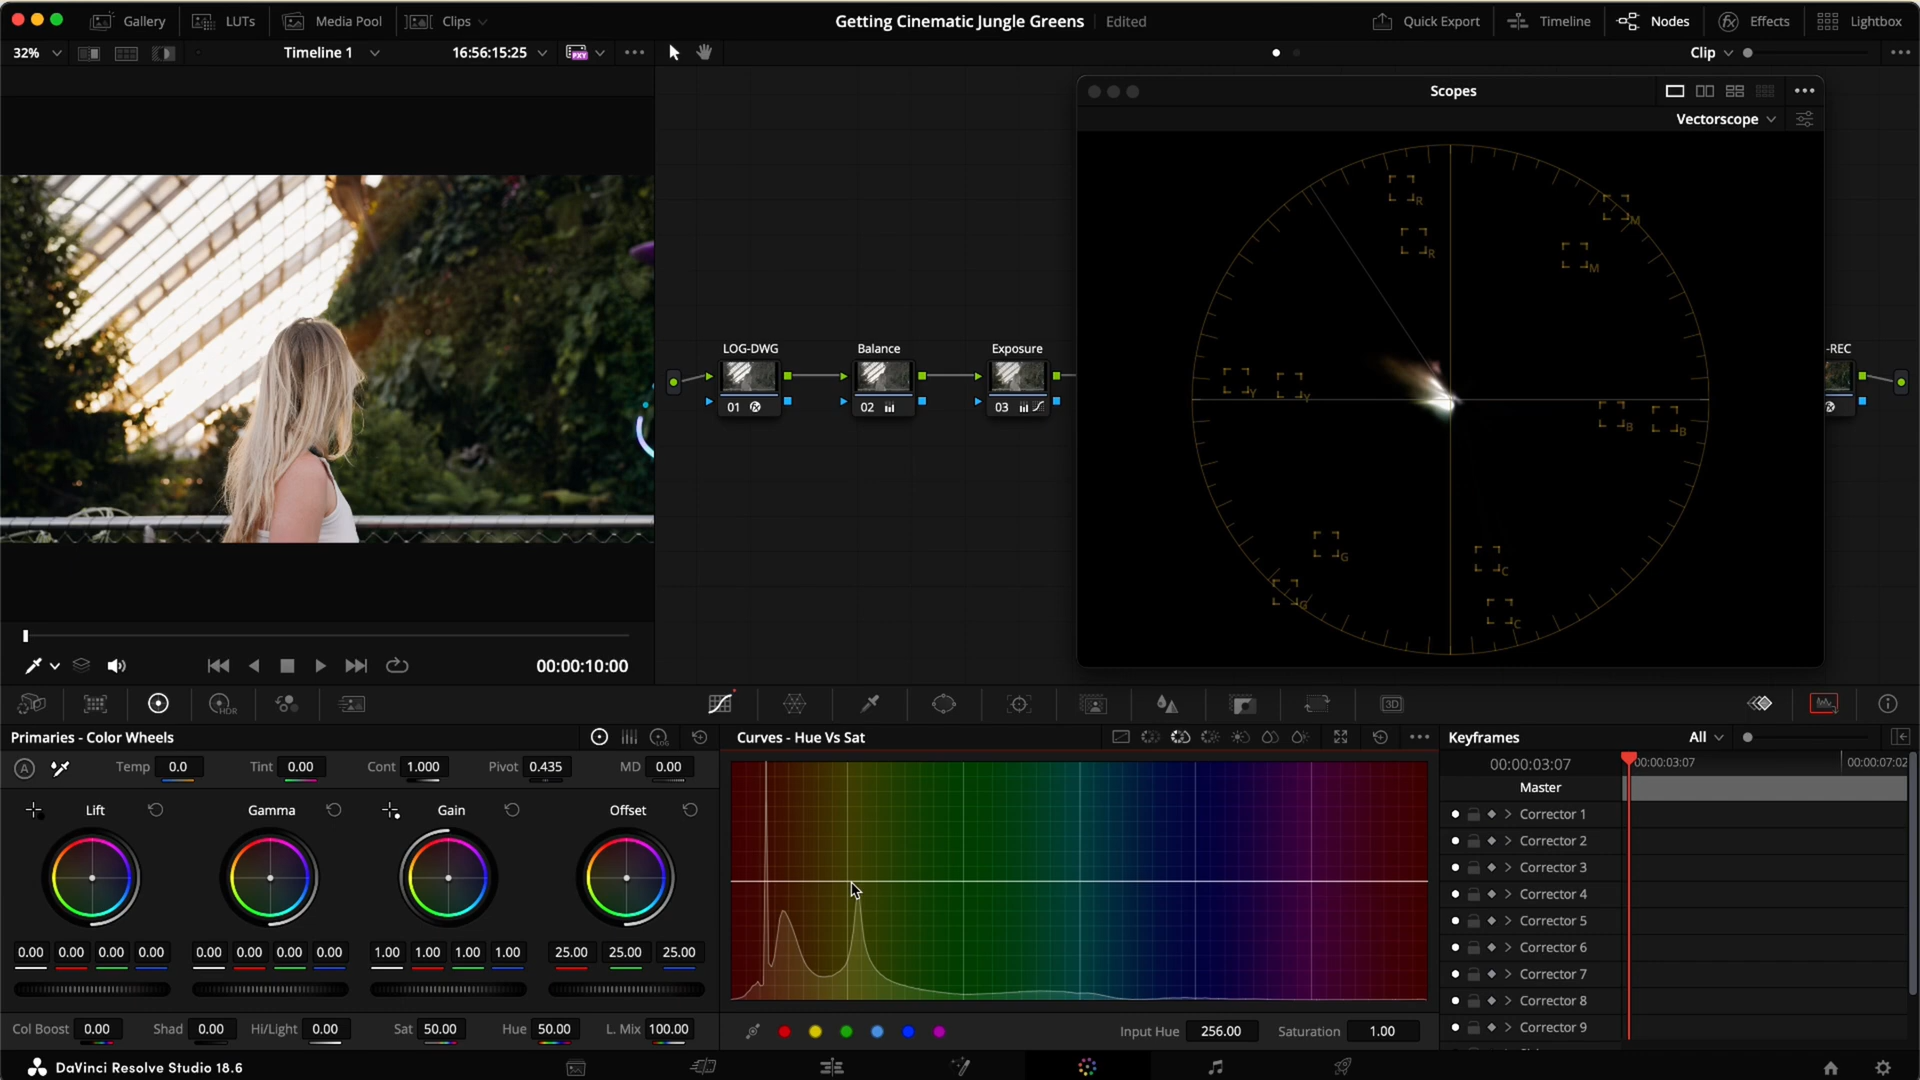 Gallery
LUTs
Media Pool
Clips
Getting Cinematic Jungle Greens
Edited
Quick Export
Timeline
Nodes
Effects
Lightbox
32%
Timeline 1
16:56:15:25
PXY
Clip
Scopes
Vectorscope
R
R
M
M
Y
Y
B
B
G
G
C
C
LOG-DWG
Balance
Exposure
-REC
01
02
03
00:00:10:00
HDR
3D
Primaries - Color Wheels
LOG
Curves - Hue Vs Sat
Keyframes
All
A
Temp 0.0
Tint 0.00
Cont 1.000
Pivot 0.435
MD 0.00
00:00:03:07
00:00:03:07
00:00:07:02
Master
Lift
Gamma
Gain
Offset
0.00 0.00 0.00 0.00
0.00 0.00 0.00 0.00
1.00 1.00 1.00 1.00
25.00 25.00 25.00
Corrector 1
Corrector 2
Corrector 3
Corrector 4
Corrector 5
Corrector 6
Corrector 7
Corrector 8
Corrector 9
Col Boost 0.00
Shad 0.00
Hi/Light 0.00
Sat 50.00
Hue 50.00
L. Mix 100.00
Input Hue 256.00
Saturation 1.00
DaVinci Resolve Studio 18.6